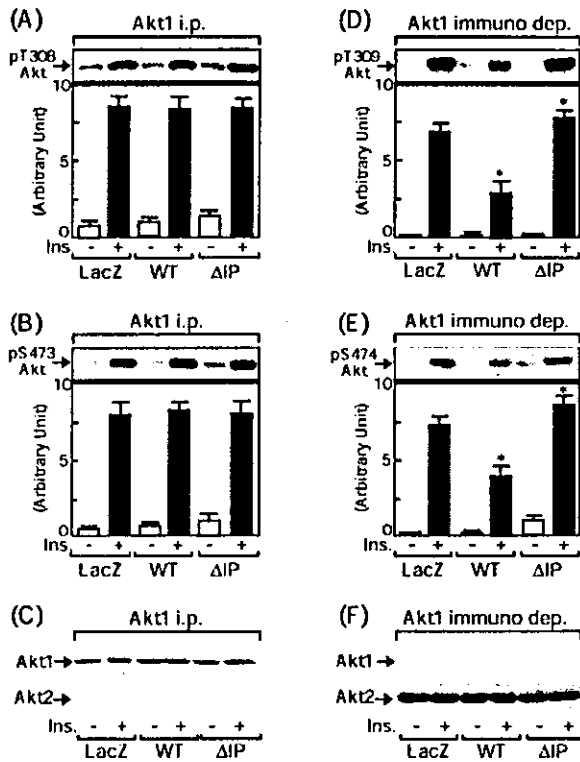 (A)
Akt1 i.p.
pT308
Akt
10
5
0
(Arbitrary Unit)
Ins. - + - + - +
LacZ WT ΔIP
(B)
Akt1 i.p.
pS473
Akt
10
5
0
(Arbitrary Unit)
Ins. - + - + - +
LacZ WT ΔIP
(C)
Akt1 i.p.
Akt1
Akt2
Ins. - + - + - +
LacZ WT ΔIP
(D)
Akt1 immuno dep.
pT309
Akt
10
5
0
(Arbitrary Unit)
* *
Ins. - + - + - +
LacZ WT ΔIP
(E)
Akt1 immuno dep.
pS474
Akt
10
5
0
(Arbitrary Unit)
* *
Ins. - + - + - +
LacZ WT ΔIP
(F)
Akt1 immuno dep.
Akt1
Akt2
Ins. - + - + - +
LacZ WT ΔIP